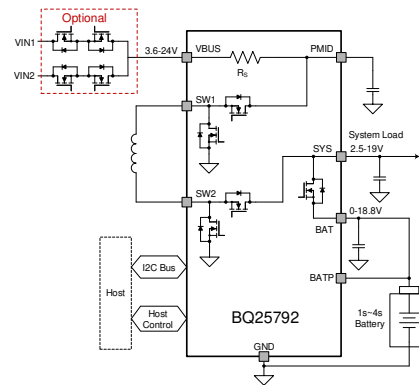 Optional
VIN1
VIN2
3.6-24V
VBUS
RS
PMID
SW1
System Load
SYS
2.5-19V
SW2
0-18.8V
BAT
I2C Bus
BATP
Host
Host
Control
BQ25792
1s~4s
Battery
GND